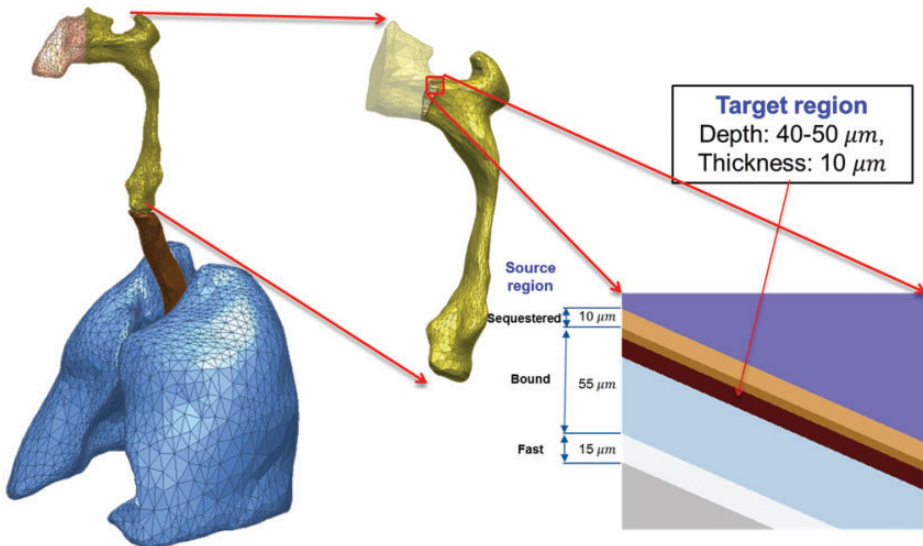 Target region
Depth: 40-50 μm,
Thickness: 10 μm
Source
region
Sequestered
10 μm
Bound
55 μm
Fast
15 μm